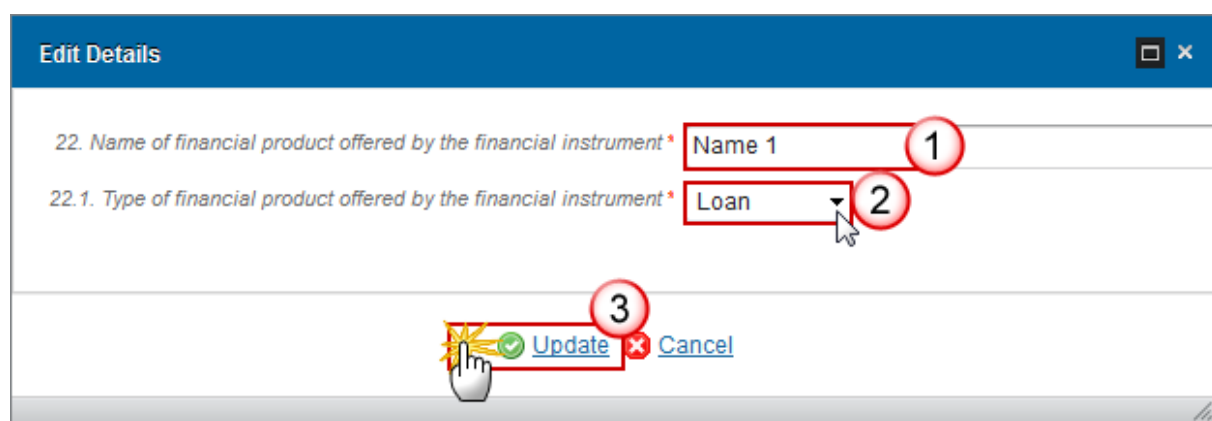 Edit Details
22. Name of financial product offered by the financial instrument * Name 1 1
22.1. Type of financial product offered by the financial instrument * Loan 2
3
Update Cancel